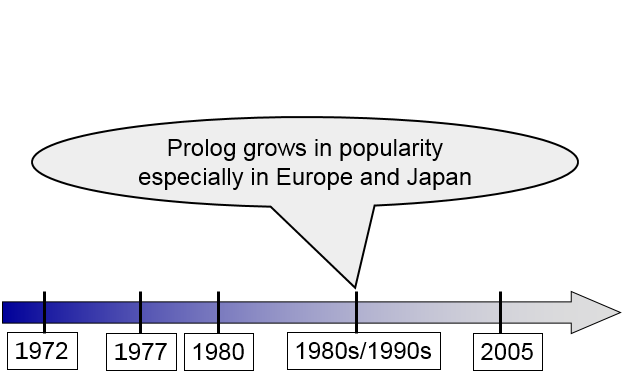 Prolog grows in popularity
especially in Europe and Japan
1972
1977
1980
1980s/1990s
2005